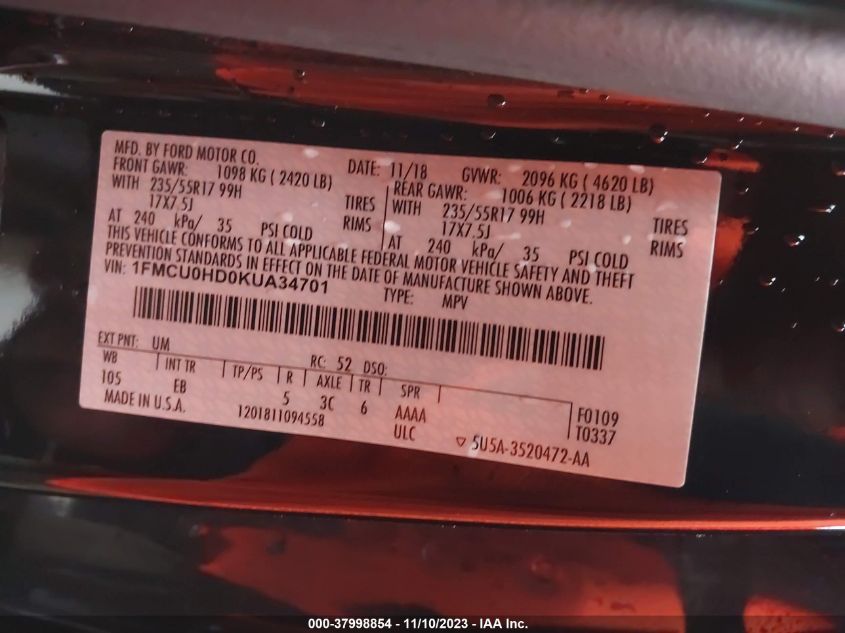 MFD. BY FORD MOTOR CO. DATE: 11/18 GVWR: 2096 KG ( 4620 LB)
FRONT GAWR: 1098 KG ( 2420 LB) REAR GAWR: 1006 KG ( 2218 LB)
WITH 235/55R17 99H TIRES WITH 235/55R17 99H TIRES
17X7.5J RIMS 17X7.5J RIMS
AT 240 kPa/ 35 PSI COLD AT 240 kPa/ 35 PSI COLD
THIS VEHICLE CONFORMS TO ALL APPLICABLE FEDERAL MOTOR VEHICLE SAFETY AND THEFT
PREVENTION STANDARDS IN EFFECT ON THE DATE OF MANUFACTURE SHOWN ABOVE.
VIN: 1FMCU0HD0KUA34701 TYPE: MPV
EXT PNT: UM RC: 52 DSO:
WB INT TR TP/PS R AXLE TR SPR
105 EB 5 3C 6 AAAA F0109
MADE IN U.S.A. 1201811094558 ULC T0337
▽ 5U5A-3520472-AA
000-37998854 - 11/10/2023 - IAA Inc.